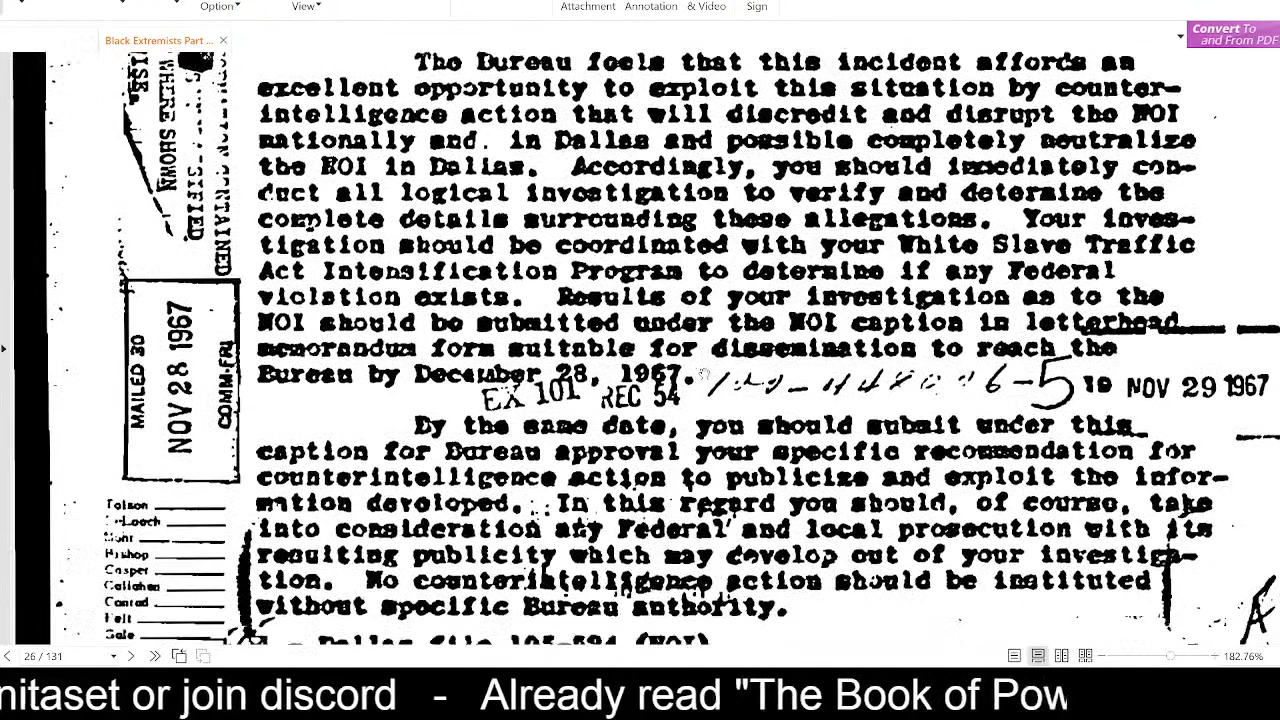 Option View Attachment Annotation & Video Sign
Black Extremists Part ... ×
Convert To
and From PDF
The Bureau feels that this incident affords an
excellent opportunity to exploit this situation by counter-
intelligence action that will discredit and disrupt the NOI
nationally and in Dallas and possible completely neutralize
the NOI in Dallas. Accordingly, you should immediately con-
duct all logical investigation to verify and determine the
complete details surrounding these allegations. Your inves-
tigation should be coordinated with your White Slave Traffic
Act Intensification Program to determine if any Federal
violation exists. Results of your investigation as to the
NOI should be submitted under the NOI caption in letterhead
memorandum form suitable for dissemination to reach the
Bureau by December 28, 1967.
EX 101 REC 54 19 NOV 29 1967
By the same date, you should submit under this
caption for Bureau approval your specific recommendation for
counterintelligence action to publicize and exploit the infor-
mation developed. In this regard you should, of course, take
into consideration any Federal and local prosecution with its
resulting publicity which may develop out of your investiga-
tion. No counterintelligence action should be instituted
without specific Bureau authority.
1 - Dallas file 105-584 (NOI)
WHERE SHOWN
MAILED 30
NOV 28 1967
COMM-FBI
Tolson
DeLoach
Mohr
Bishop
Casper
Callahan
Conrad
Felt
Gale
26 / 131
182.76%
nitaset or join discord - Already read "The Book of Pow